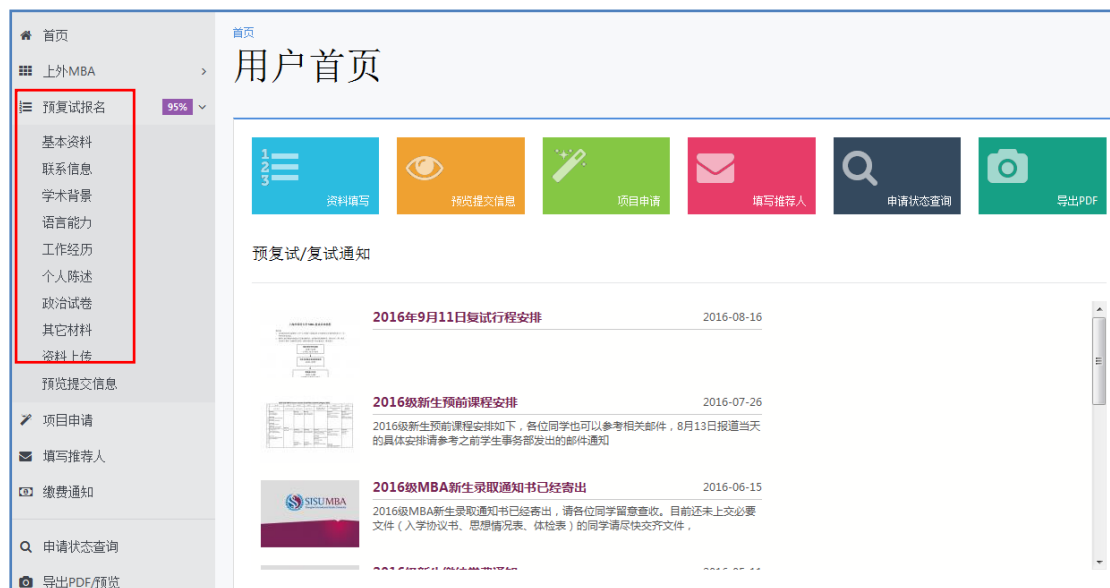 首页
上外MBA
预复试报名 95%
基本资料
联系信息
学术背景
语言能力
工作经历
个人陈述
政治试卷
其它材料
资料上传
预览提交信息
项目申请
填写推荐人
缴费通知
申请状态查询
导出PDF/预览
首页
用户首页
1
2
3
资料填写
预览提交信息
项目申请
填写推荐人
申请状态查询
导出PDF
预复试/复试通知
2016年9月11日复试行程安排 2016-08-16
2016级新生预前课程安排 2016-07-26
2016级新生预前课程安排如下，各位同学也可以参考相关邮件，8月13日报道当天
的具体安排请参考之前学生事务部发出的邮件通知
SISUMBA
2016级MBA新生录取通知书已经寄出 2016-06-15
2016级MBA新生录取通知书已经寄出，请各位同学留意查收。目前还未上交必要
文件（入学协议书、思想情况表、体检表）的同学请尽快交齐文件，